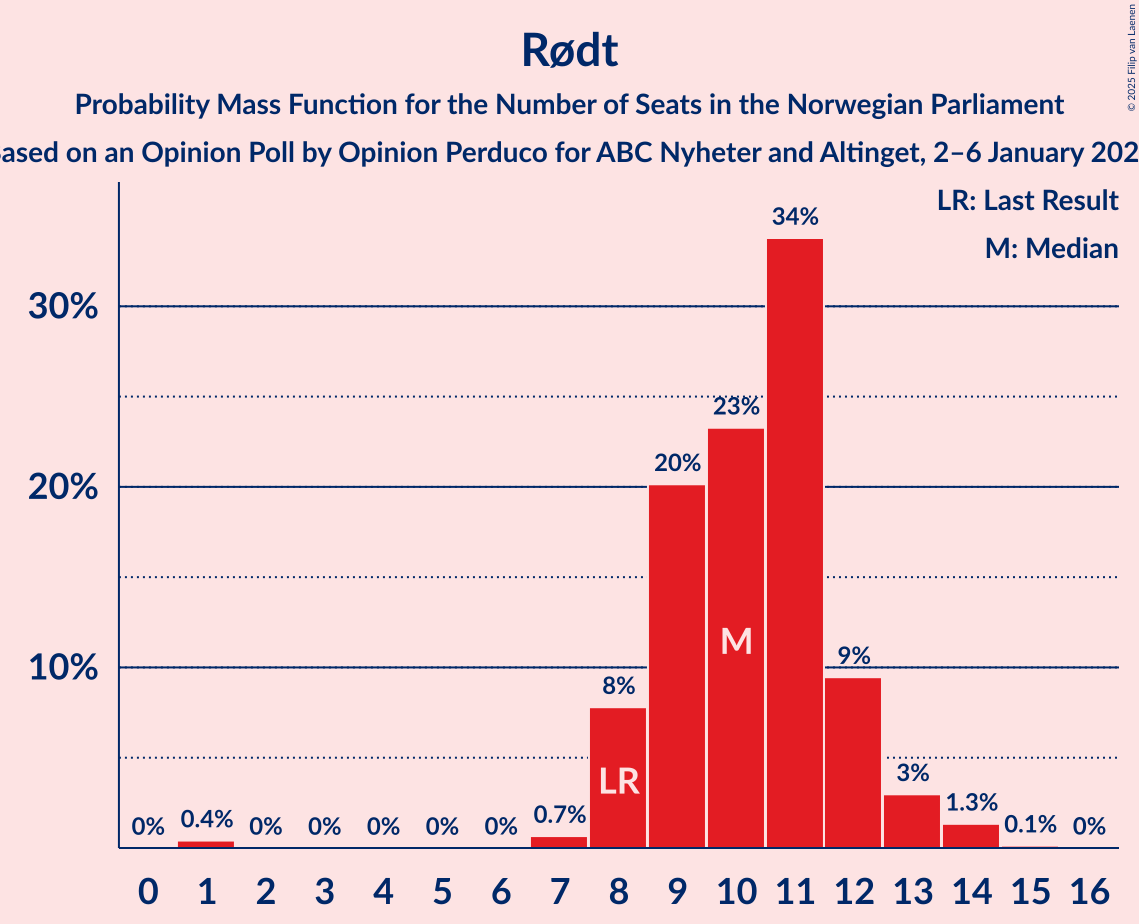 Rødt
Probability Mass Function for the Number of Seats in the Norwegian Parliament
on an Opinion Poll by Opinion Perduco for ABC Nyheter and Altinget, 2–6 January
LR: Last Result
M: Median
34%
30%
23%
20%
20%
M
9%
10%
8%
LR
3%
0% 0.4% 0% 0% 0% 0% 0% 0.7% 1.3% 0.1% 0%
0 1 2 3 4 5 6 7 8 9 10 11 12 13 14 15 16
© 2025 Filip van Laenen